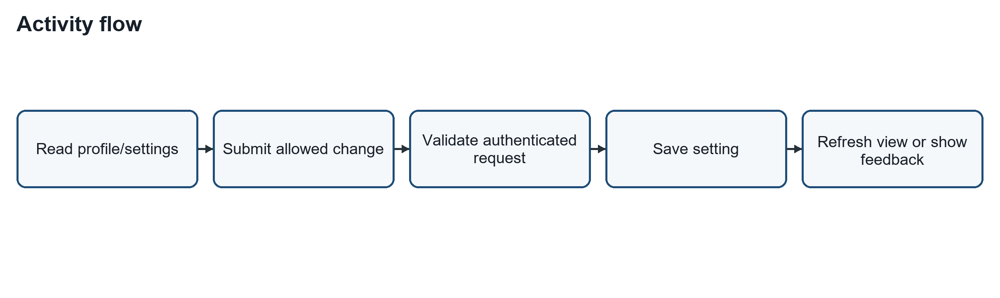 Activity flow
Read profile/settings
Submit allowed change
Validate authenticated
request
Save setting
Refresh view or show
feedback